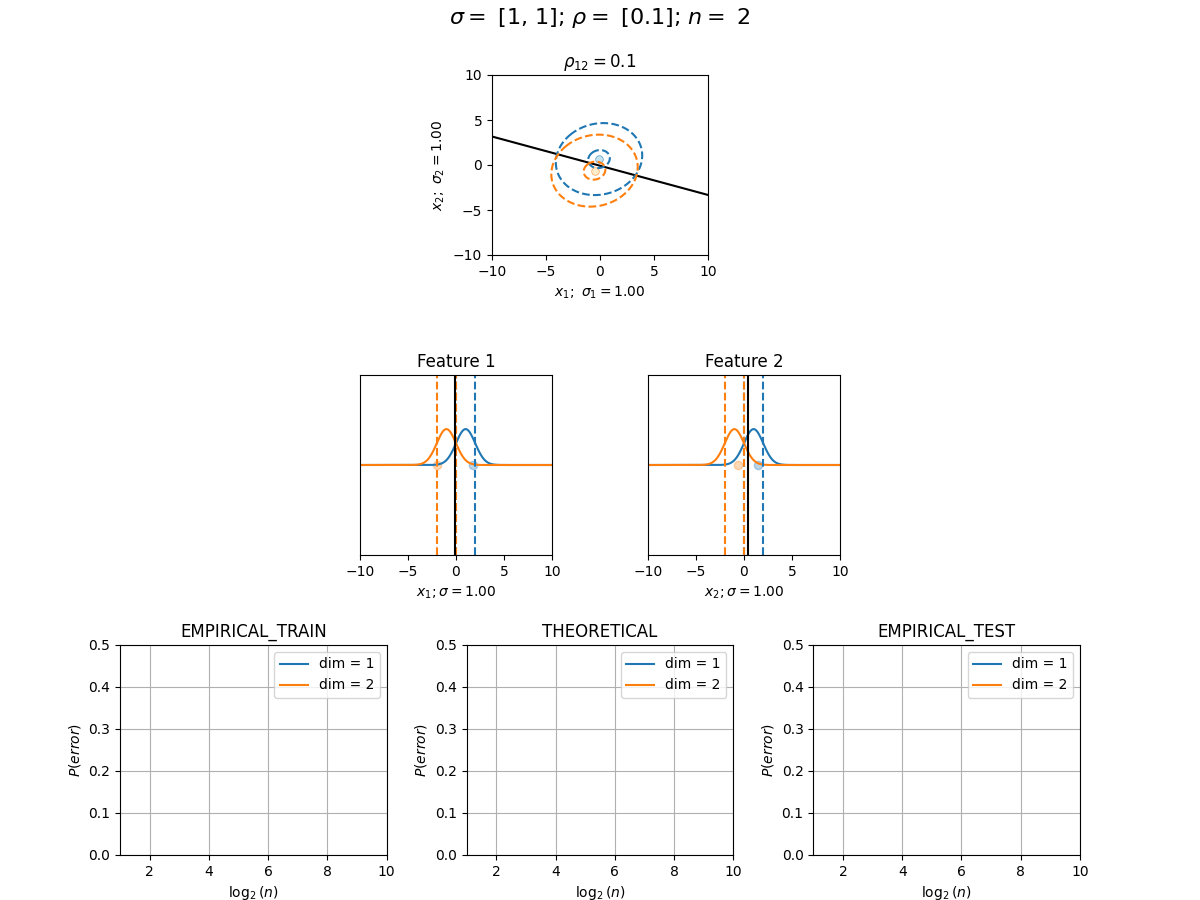 σ = [1, 1]; ρ = [0.1]; n = 2
ρ₁₂ = 0.1
10
5
0
−5
−10
x₂; σ₂ = 1.00
−10 −5 0 5 10
x₁; σ₁ = 1.00
Feature 1 Feature 2
−10 −5 0 5 10 −10 −5 0 5 10
x₁; σ = 1.00 x₂; σ = 1.00
EMPIRICAL_TRAIN THEORETICAL EMPIRICAL_TEST
0.5 0.5 0.5
dim = 1 dim = 1 dim = 1
0.4 dim = 2 0.4 dim = 2 0.4 dim = 2
0.3 0.3 0.3
P(error) P(error) P(error)
0.2 0.2 0.2
0.1 0.1 0.1
0.0 0.0 0.0
2 4 6 8 10 2 4 6 8 10 2 4 6 8 10
log₂(n) log₂(n) log₂(n)